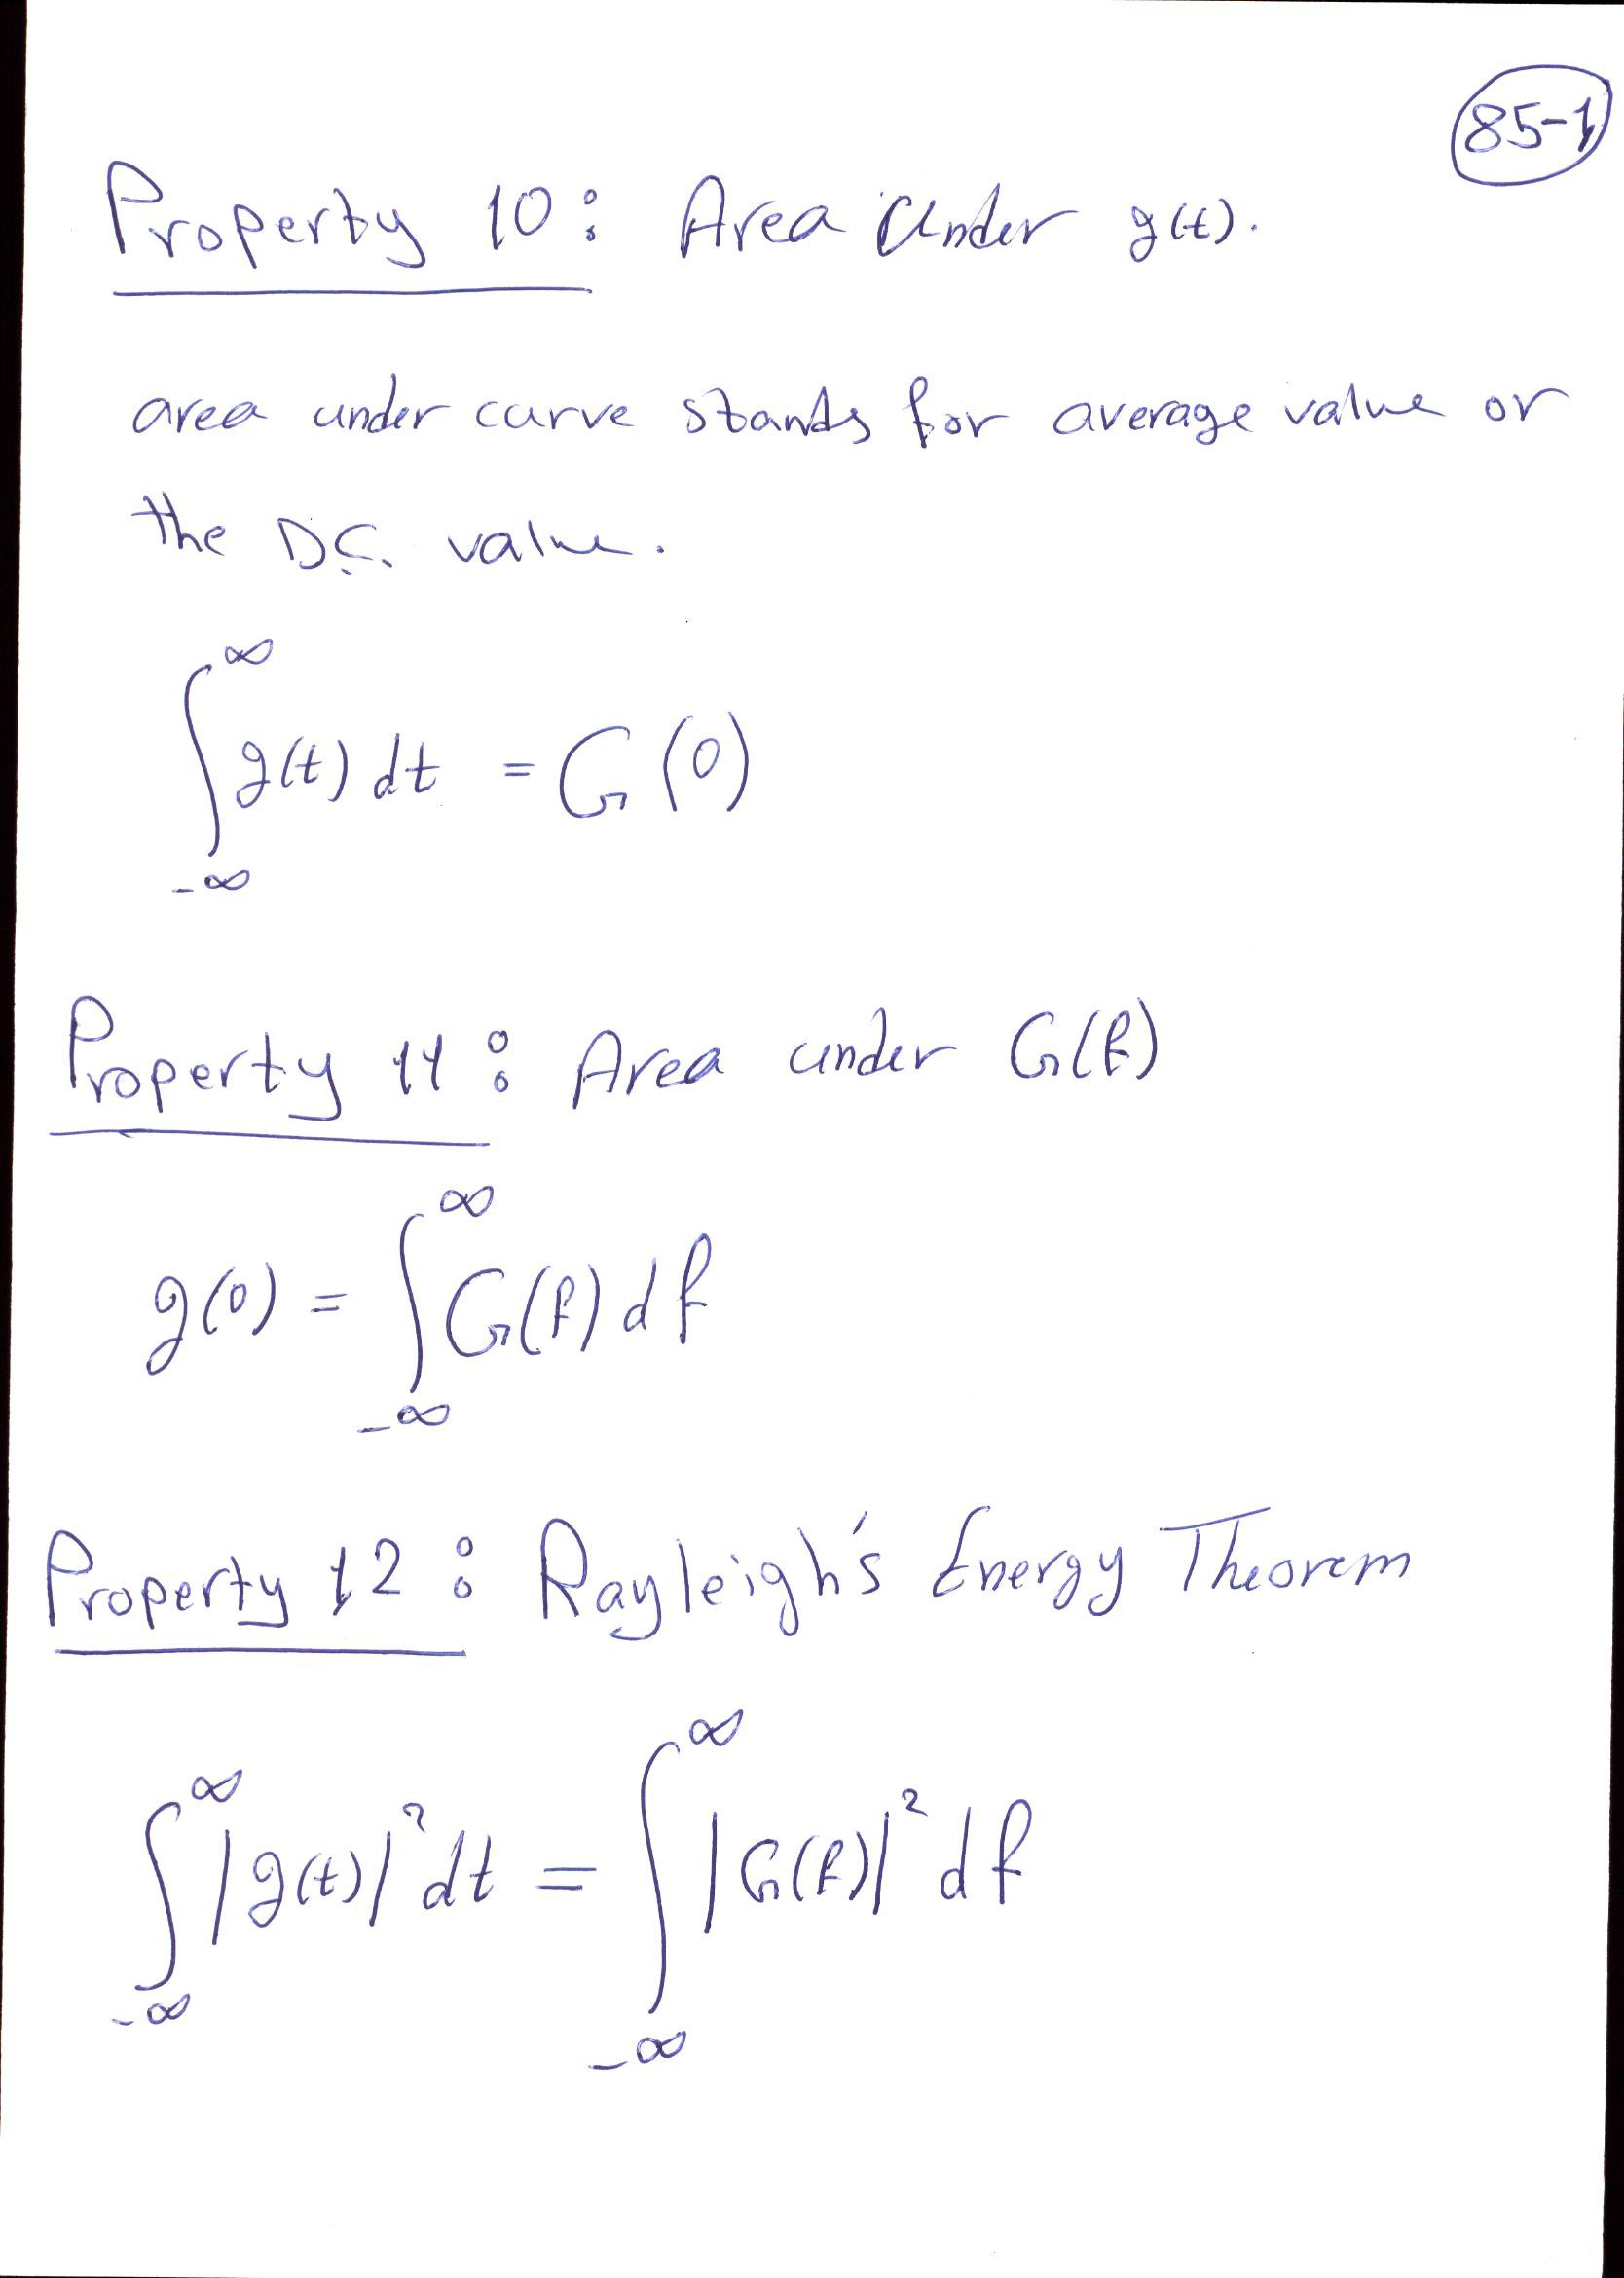 85-1
Property 10: Area Under g(t).
area under curve stands for average value or
the D.C. value.
∫_{-∞}^{∞} g(t) dt = G(0)
Property 11: Area under G(f)
g(0) = ∫_{-∞}^{∞} G(f) df
Property 12: Rayleigh's Energy Theorem
∫_{-∞}^{∞} |g(t)|² dt = ∫_{-∞}^{∞} |G(f)|² df